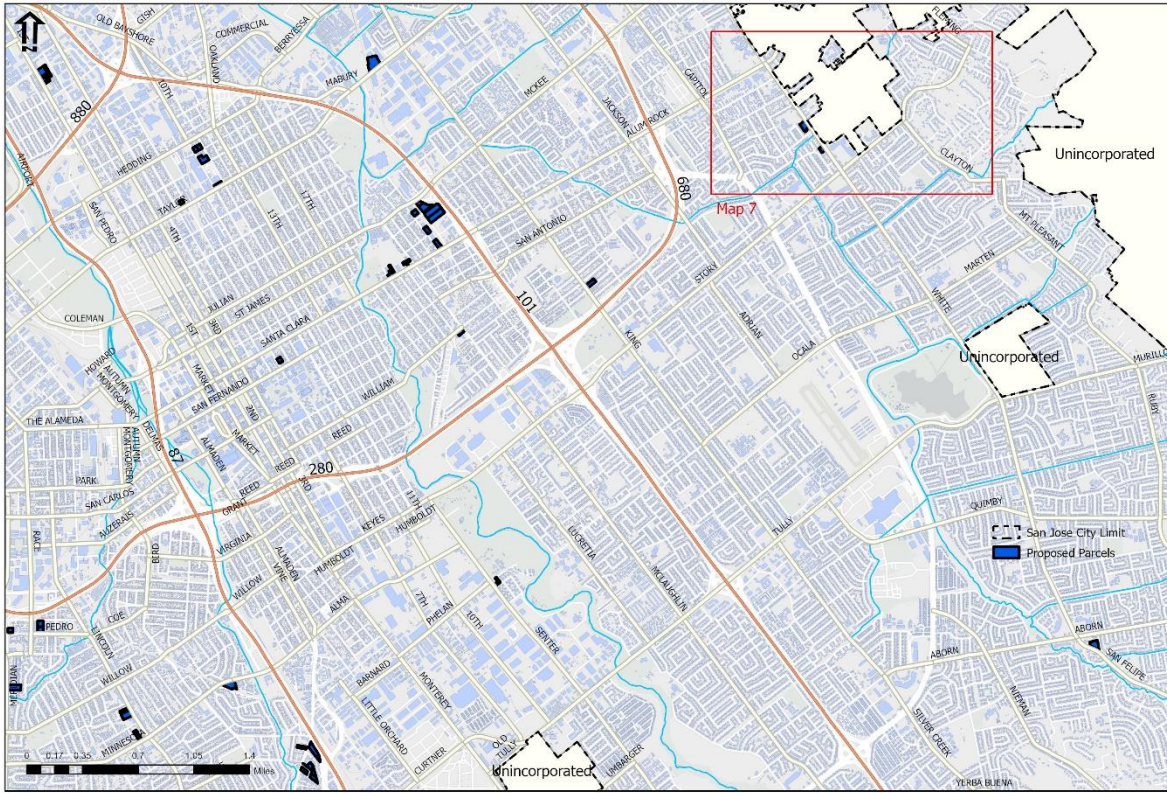 GISH
OLD BAYSHORE
COMMERCIAL
BERRYESSA
FLEMING
OAKLAND
10TH
MABURY
MCKEE
CAPITOL
880
JACKSON
ALUM ROCK
HEDDING
AIRPORT
17TH
CLAYTON
Unincorporated
680
TAYLOR
SAN PEDRO
13TH
4TH
Map 7
SAN ANTONIO
MT PLEASANT
STORY
MARTEN
JULIAN
ST JAMES
101
WHITE
COLEMAN
1ST
3RD
SANTA CLARA
KING
ADRIAN
OCALA
HOWARD
AUTUMN
MONTGOMERY
MARKET
SAN FERNANDO
WILLIAM
Unincorporated
MURILLO
THE ALAMEDA
DELMAS
2ND
RUBY
AUTUMN
MONTGOMERY
87
ALMADEN
MARKET
REED
PARK
REED
280
SAN CARLOS
REED
3RD
AUZERAIS
GRANT
11TH
KEYES
HUMBOLDT
QUIMBY
TULLY
San Jose City Limit
RACE
BIRD
VIRGINIA
LUCRETIA
Proposed Parcels
ALMADEN
VINE
HUMBOLDT
MCLAUGHLIN
WILLOW
ALMA
7TH
PHELAN
10TH
COE
PEDRO
LINCOLN
SENTER
ABORN
ABORN
SAN FELIPE
WILLOW
BARNARD
MONTEREY
NIEMAN
MERIDIAN
LITTLE ORCHARD
SILVER CREEK
MINNESOTA
OLD
TULLY
CURTNER
Unincorporated
UMBARGER
YERBA BUENA
0 0.17 0.35 0.7 1.05 1.4
Miles